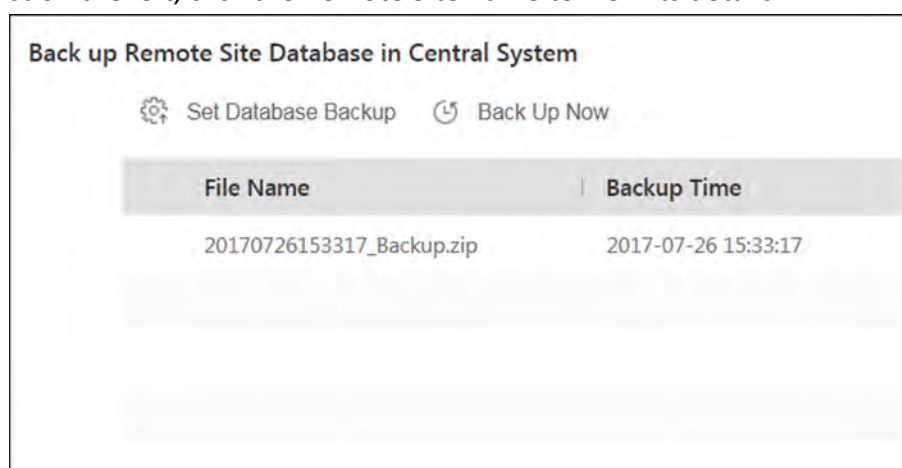 Back up Remote Site Database in Central System
Set Database Backup Back Up Now
File Name Backup Time
20170726153317_Backup.zip 2017-07-26 15:33:17